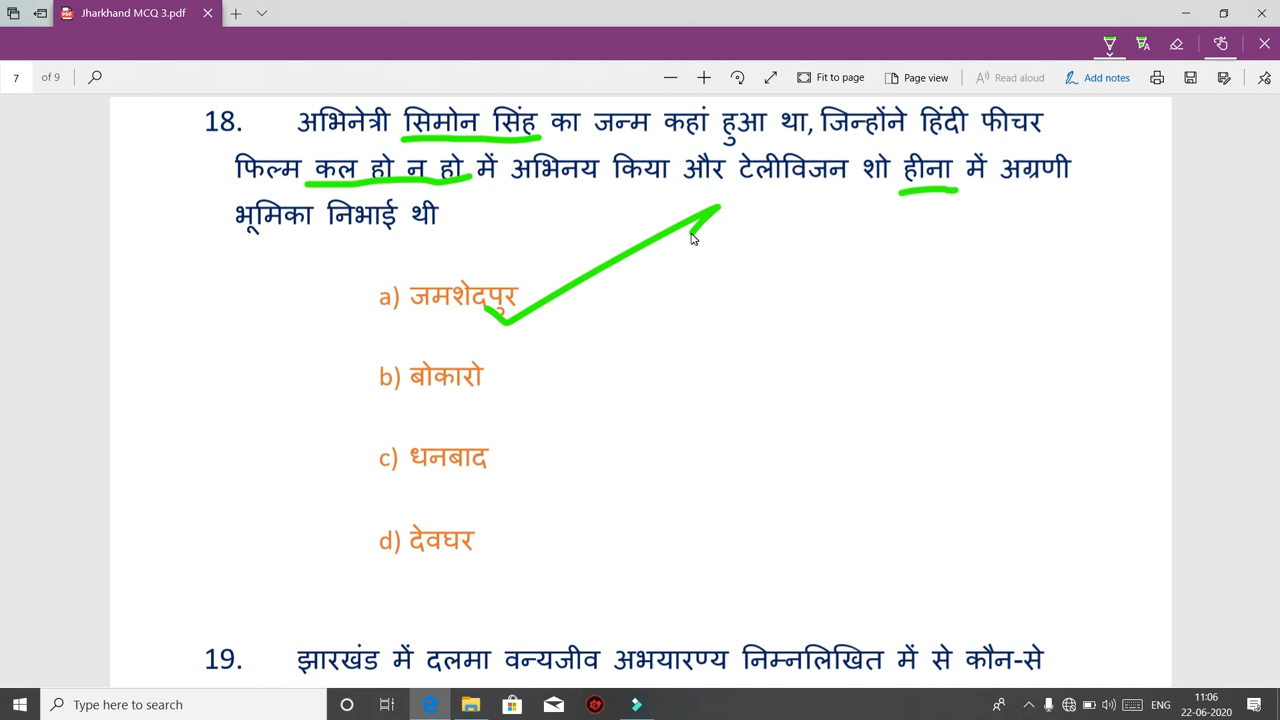 Jharkhand MCQ 3.pdf
7 of 9 Fit to page Page view Read aloud Add notes
18. अभिनेत्री सिमोन सिंह का जन्म कहां हुआ था, जिन्होंने हिंदी फीचर
फिल्म कल हो न हो में अभिनय किया और टेलीविजन शो हीना में अग्रणी
भूमिका निभाई थी
a) जमशेदपुर
b) बोकारो
c) धनबाद
d) देवघर
19. झारखंड में दलमा वन्यजीव अभयारण्य निम्नलिखित में से कौन-से
Type here to search
ENG
11:06
22-06-2020